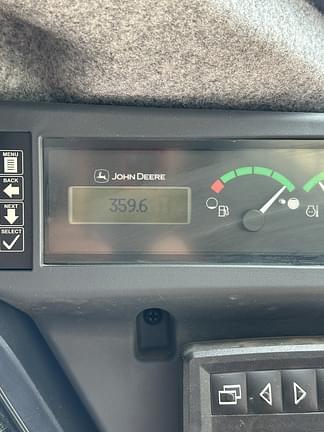 MENU
BACK
NEXT
SELECT
JOHN DEERE
359.6